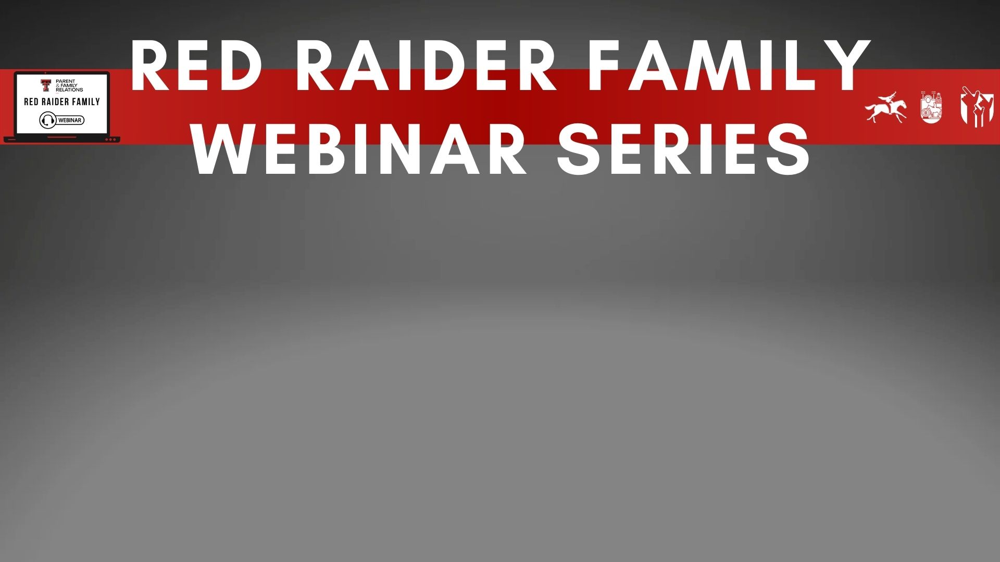 RED RAIDER FAMILY
WEBINAR SERIES
PARENT
& FAMILY
RELATIONS
RED RAIDER FAMILY
WEBINAR